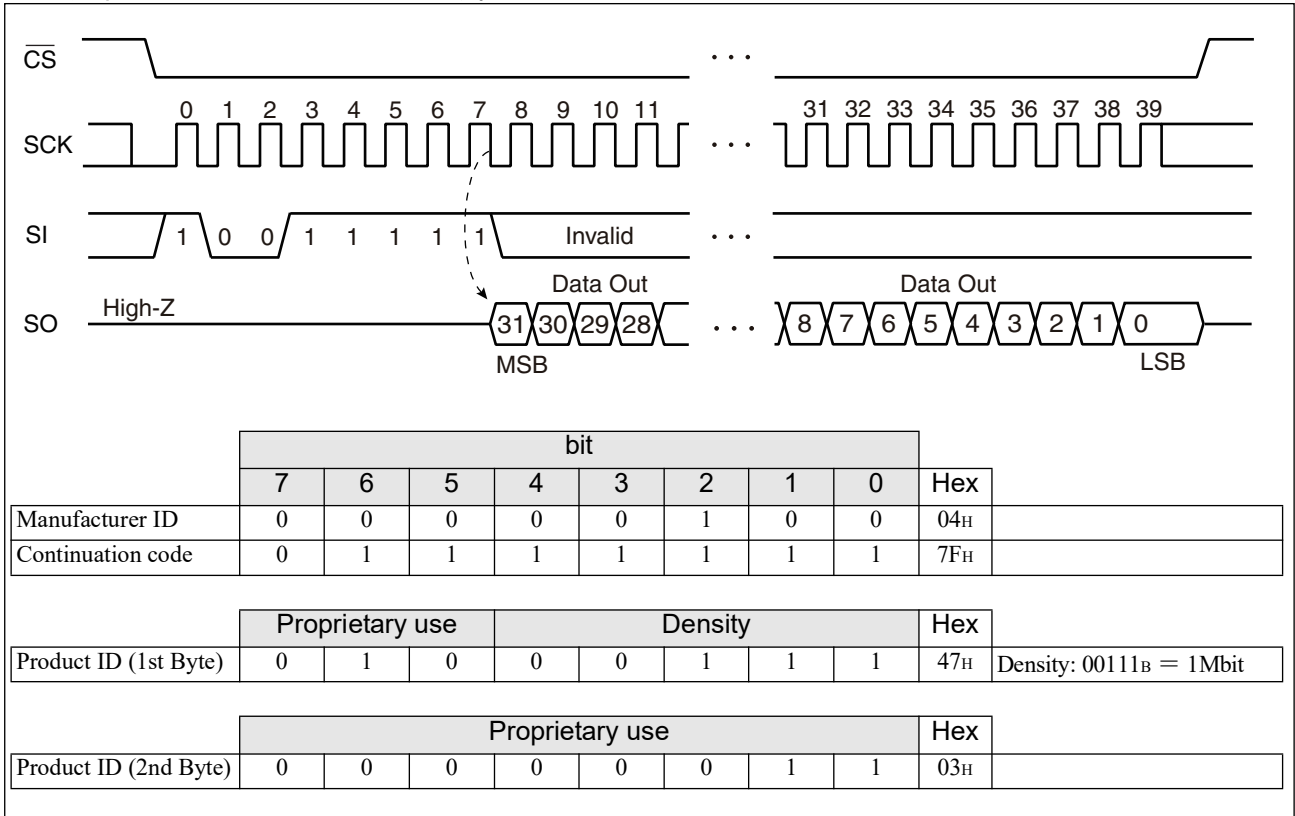 CS
0 1 2 3 4 5 6 7 8 9 10 11 31 32 33 34 35 36 37 38 39
SCK
SI 1 0 0 1 1 1 1 1 Invalid
Data Out Data Out
High-Z
SO 31 30 29 28 8 7 6 5 4 3 2 1 0
MSB LSB
bit
7 6 5 4 3 2 1 0 Hex
Manufacturer ID 0 0 0 0 0 1 0 0 04H
Continuation code 0 1 1 1 1 1 1 1 7FH
Proprietary use Density Hex
Product ID (1st Byte) 0 1 0 0 0 1 1 1 47H Density: 00111B = 1Mbit
Proprietary use Hex
Product ID (2nd Byte) 0 0 0 0 0 0 1 1 03H